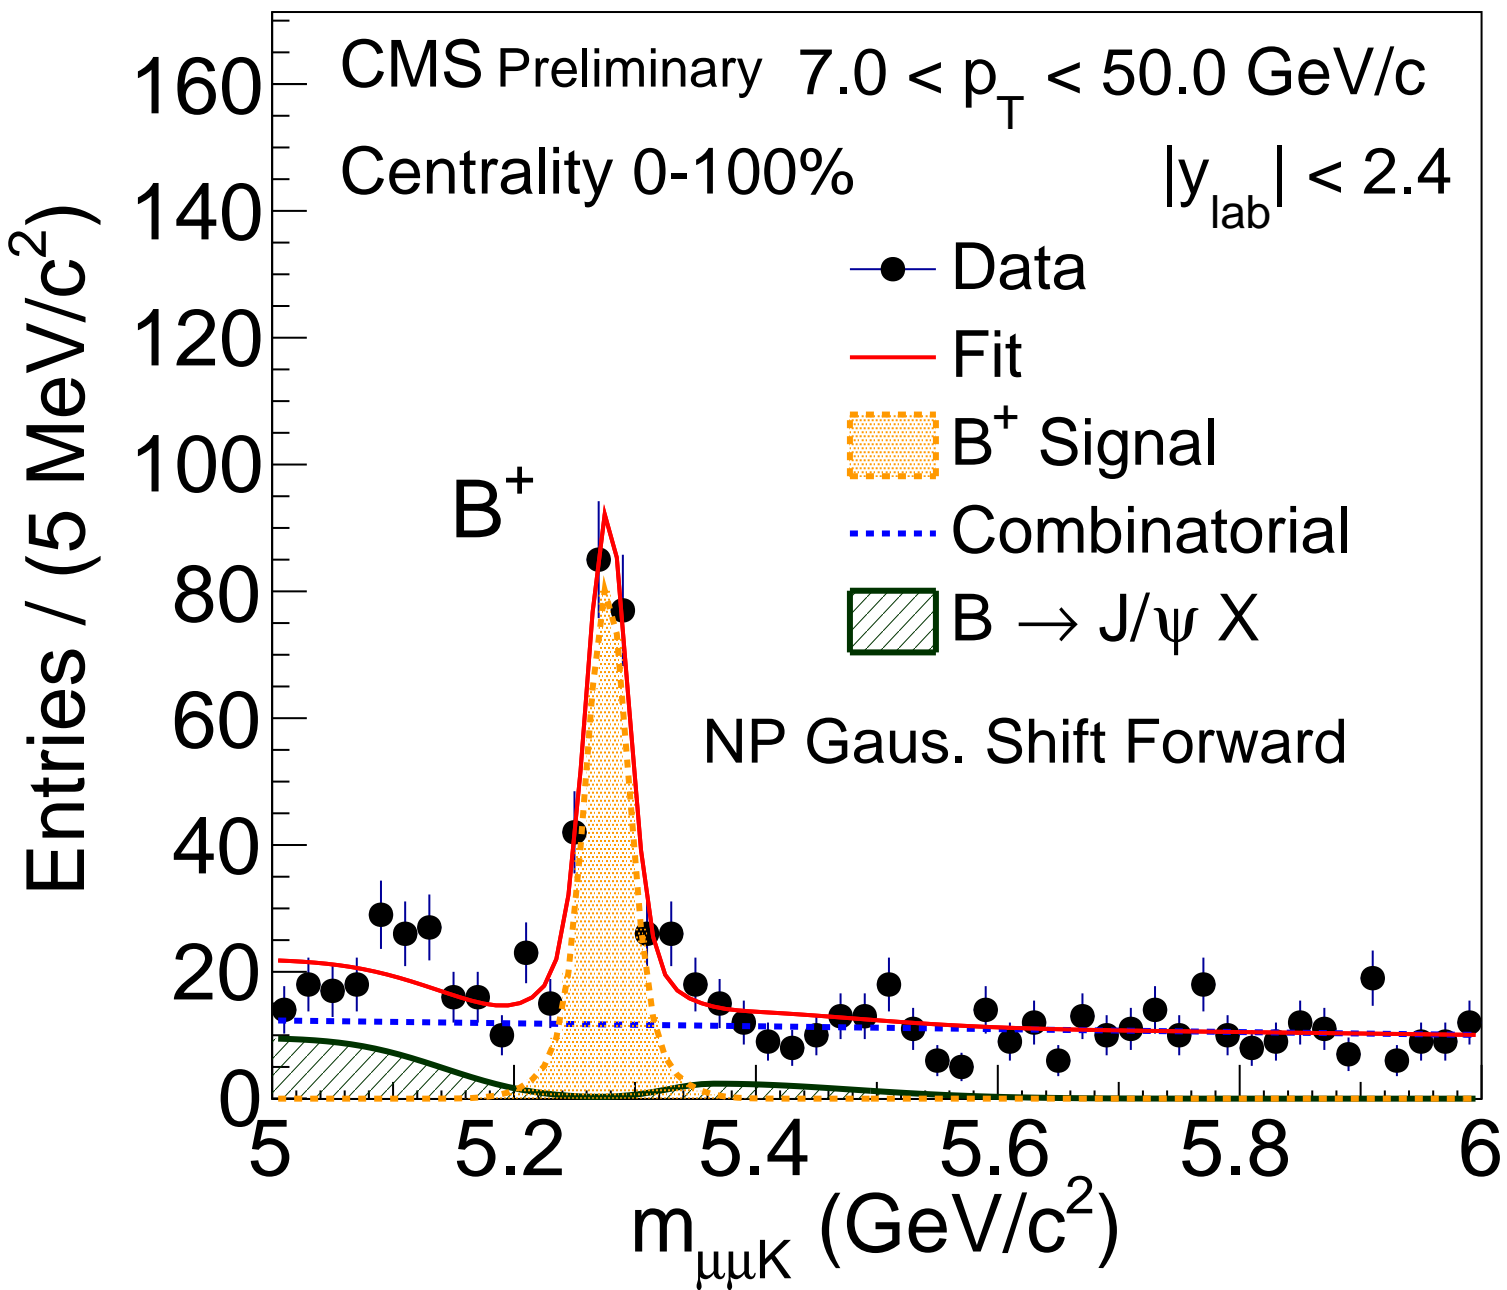 CMS Preliminary 7.0 < p_T < 50.0 GeV/c
Centrality 0-100% |y_lab| < 2.4
Data
Fit
B⁺ Signal
Combinatorial
B → J/ψ X
B⁺
NP Gaus. Shift Forward
Entries / (5 MeV/c²)
160
140
120
100
80
60
40
20
0
5 5.2 5.4 5.6 5.8 6
m_μμK (GeV/c²)